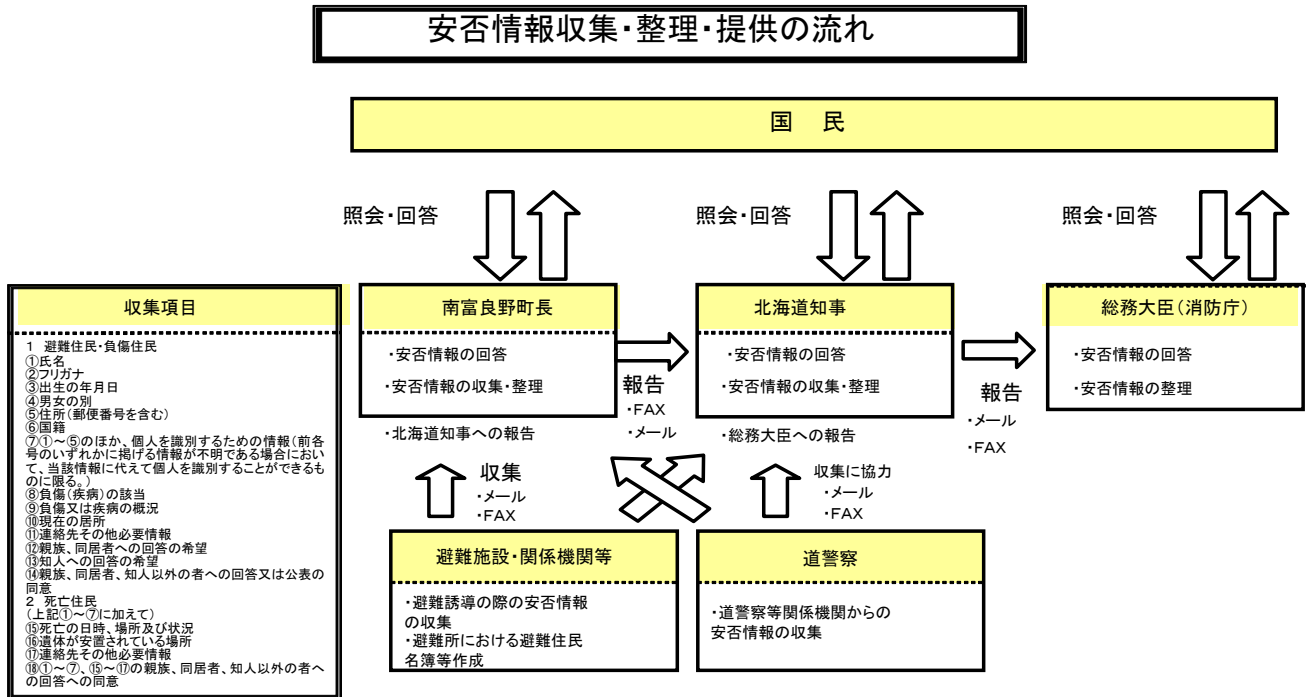 安否情報収集・整理・提供の流れ
国　民
照会・回答
照会・回答
照会・回答
収集項目
1　避難住民・負傷住民
①氏名
②フリガナ
③出生の年月日
④男女の別
⑤住所(郵便番号を含む)
⑥国籍
⑦①～⑤のほか、個人を識別するための情報(前各
号のいずれかに掲げる情報が不明である場合におい
て、当該情報に代えて個人を識別することができるも
のに限る。)
⑧負傷(疾病)の該当
⑨負傷又は疾病の概況
⑩現在の居所
⑪連絡先その他必要情報
⑫親族、同居者への回答の希望
⑬知人への回答の希望
⑭親族、同居者、知人以外の者への回答又は公表の
同意
2　死亡住民
(上記①～⑦に加えて)
⑮死亡の日時、場所及び状況
⑯遺体が安置されている場所
⑰連絡先その他必要情報
⑱①～⑦、⑮～⑰の親族、同居者、知人以外の者へ
の回答への同意
南富良野町長
・安否情報の回答
・安否情報の収集・整理
・北海道知事への報告
報告
・FAX
・メール
北海道知事
・安否情報の回答
・安否情報の収集・整理
・総務大臣への報告
報告
・メール
・FAX
総務大臣(消防庁)
・安否情報の回答
・安否情報の整理
収集
・メール
・FAX
収集に協力
・メール
・FAX
避難施設・関係機関等
・避難誘導の際の安否情報
の収集
・避難所における避難住民
名簿等作成
道警察
・道警察等関係機関からの
安否情報の収集